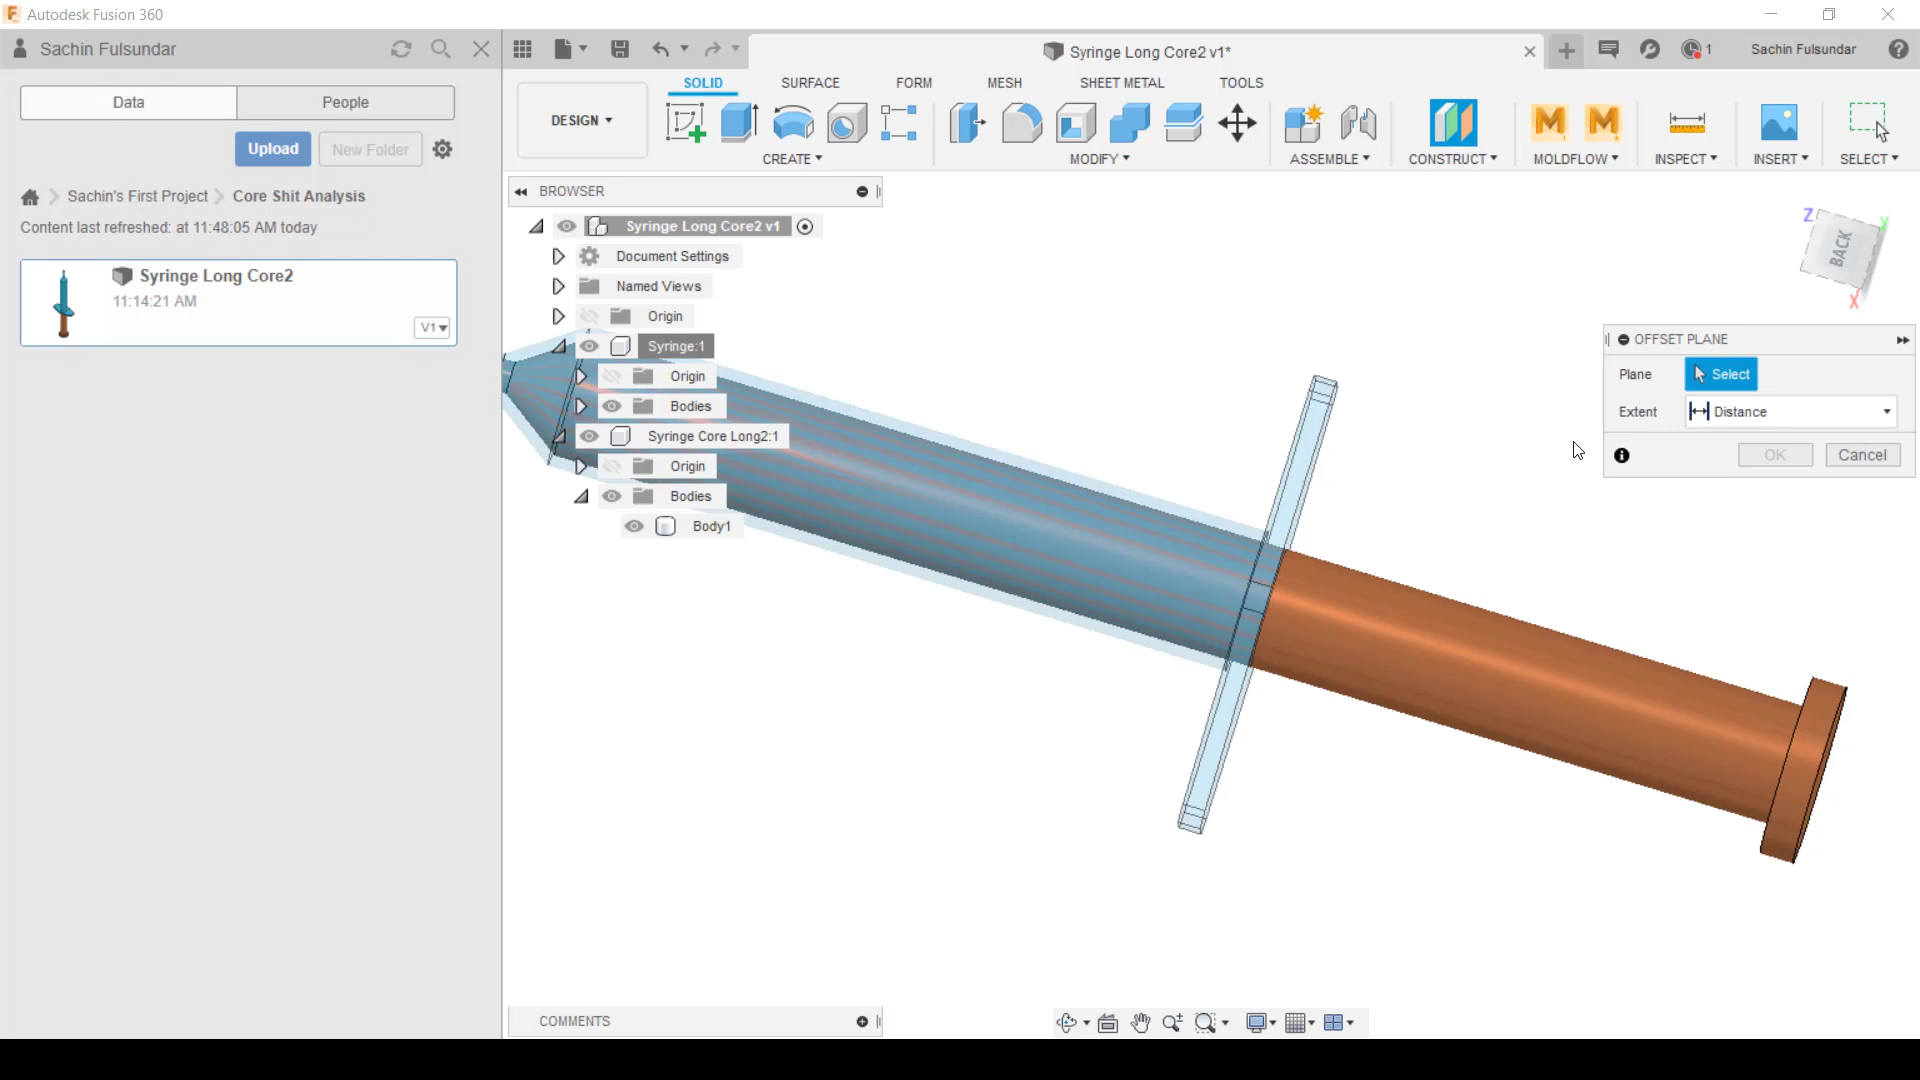 Autodesk Fusion 360
Sachin Fulsundar
Data
People
Upload
New Folder
Sachin's First Project
Core Shit Analysis
Content last refreshed: at 11:48:05 AM today
Syringe Long Core2
11:14:21 AM
V1
Syringe Long Core2 v1*
1
Sachin Fulsundar
SOLID
SURFACE
FORM
MESH
SHEET METAL
TOOLS
DESIGN
CREATE
MODIFY
ASSEMBLE
CONSTRUCT
MOLDFLOW
INSPECT
INSERT
SELECT
BROWSER
Syringe Long Core2 v1
Document Settings
Named Views
Origin
Syringe:1
Origin
Bodies
Syringe Core Long2:1
Origin
Bodies
Body1
Z
Y
BACK
X
OFFSET PLANE
Plane
Select
Extent
Distance
OK
Cancel
COMMENTS